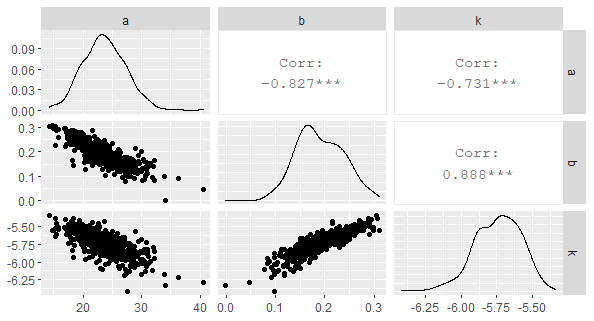 a b k
0.09
0.06
0.03
0.00
Corr:
-0.827***
Corr:
-0.731***
a
0.3
0.2
0.1
0.0
Corr:
0.888***
b
-5.50
-5.75
-6.00
-6.25
k
20 30 40
0.0 0.1 0.2 0.3
-6.25 -6.00 -5.75 -5.50